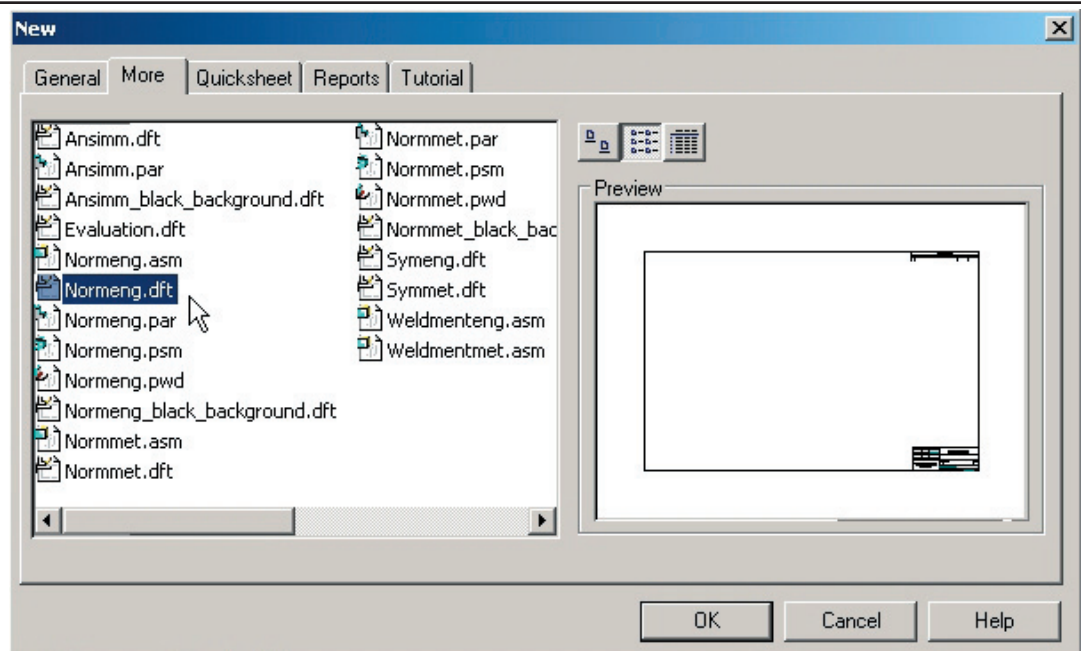 New
General More Quicksheet Reports Tutorial
Ansimm.dft
Ansimm.par
Ansimm_black_background.dft
Evaluation.dft
Normeng.asm
Normeng.dft
Normeng.par
Normeng.psm
Normeng.pwd
Normeng_black_background.dft
Normmet.asm
Normmet.dft
Normmet.par
Normmet.psm
Normmet.pwd
Normmet_black_bac
Symeng.dft
Symmet.dft
Weldmenteng.asm
Weldmentmet.asm
Preview
OK Cancel Help